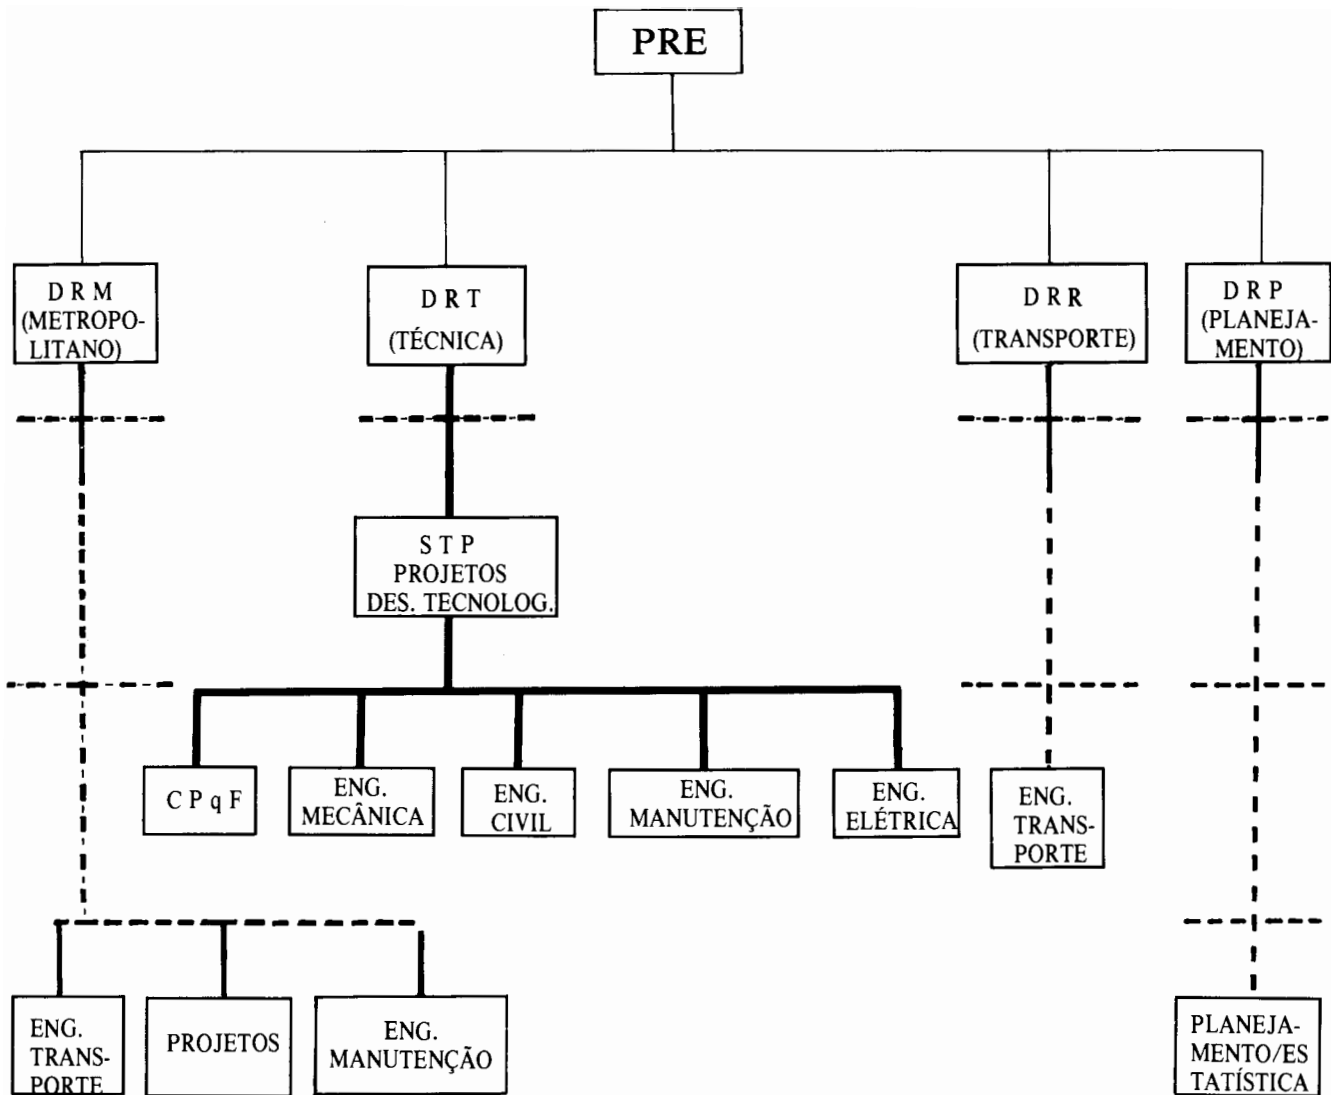 PRE
D R M
(METROPO-
LITANO)
D R T
(TÉCNICA)
D R R
(TRANSPORTE)
D R P
(PLANEJA-
MENTO)
S T P
PROJETOS
DES. TECNOLOG.
C P q F
ENG.
MECÂNICA
ENG.
CIVIL
ENG.
MANUTENÇÃO
ENG.
ELÉTRICA
ENG.
TRANS-
PORTE
ENG.
TRANS-
PORTE
PROJETOS
ENG.
MANUTENÇÃO
PLANEJA-
MENTO/ES
TATÍSTICA